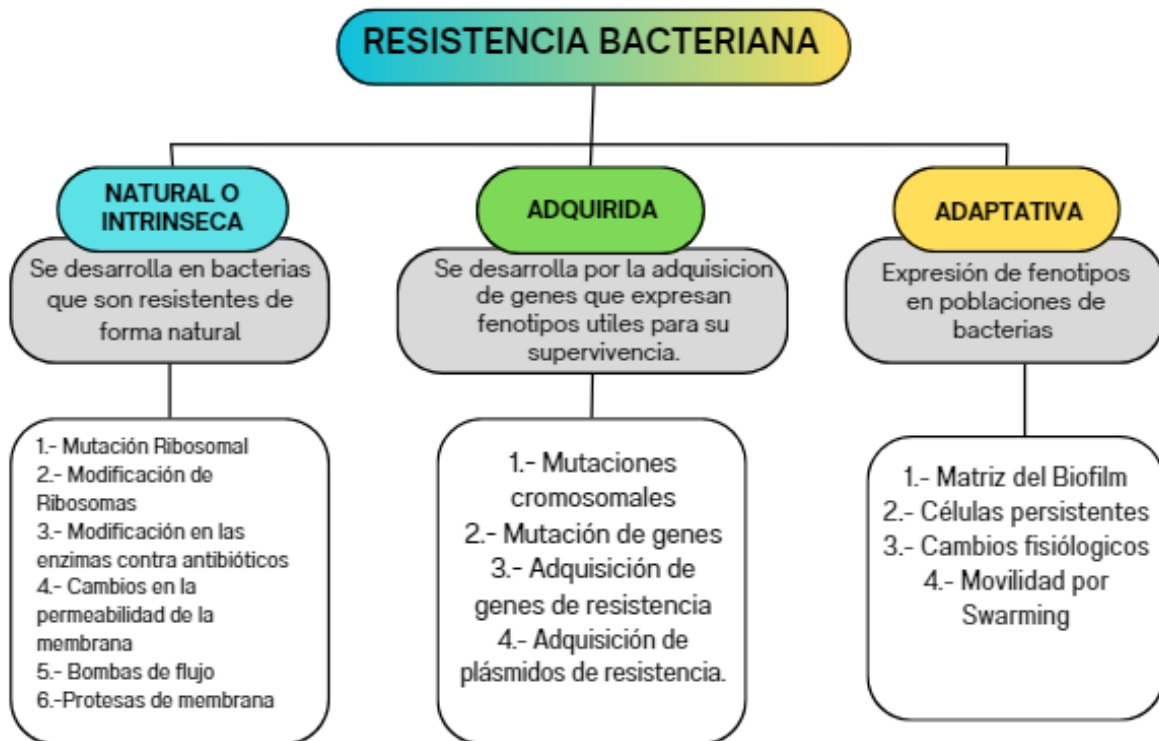 RESISTENCIA BACTERIANA
NATURAL O
INTRINSECA
Se desarrolla en bacterias
que son resistentes de
forma natural
1.- Mutación Ribosomal
2.- Modificación de
Ribosomas
3.- Modificación en las
enzimas contra antibióticos
4.- Cambios en la
permeabilidad de la
membrana
5.- Bombas de flujo
6.-Protesas de membrana
ADQUIRIDA
Se desarrolla por la adquisicion
de genes que expresan
fenotipos utiles para su
supervivencia.
1.- Mutaciones
cromosomales
2.- Mutación de genes
3.- Adquisición de
genes de resistencia
4.- Adquisición de
plásmidos de resistencia.
ADAPTATIVA
Expresión de fenotipos
en poblaciones de
bacterias
1.- Matriz del Biofilm
2.- Células persistentes
3.- Cambios fisiólogicos
4.- Movilidad por
Swarming